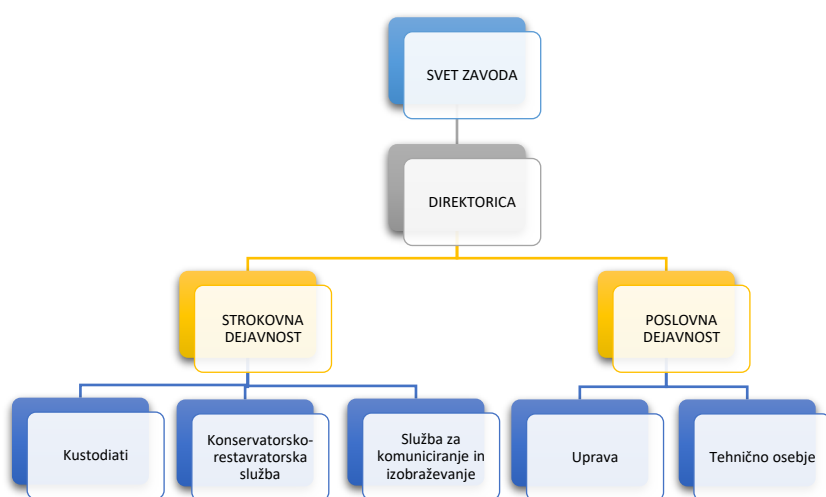 SVET ZAVODA
DIREKTORICA
STROKOVNA
DEJAVNOST
POSLOVNA
DEJAVNOST
Kustodiati
Konservatorsko-
restavratorska
služba
Služba za
komuniciranje in
izobraževanje
Uprava
Tehnično osebje